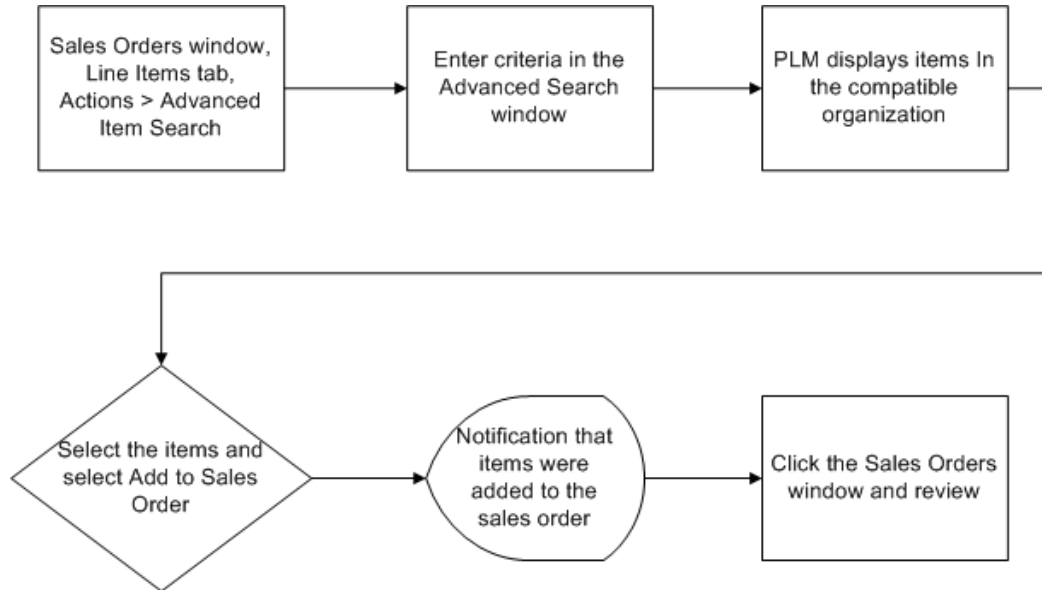 Sales Orders window,
Line Items tab,
Actions > Advanced
Item Search
Enter criteria in the
Advanced Search
window
PLM displays items In
the compatible
organization
Select the items and
select Add to Sales
Order
Notification that
items were
added to the
sales order
Click the Sales Orders
window and review